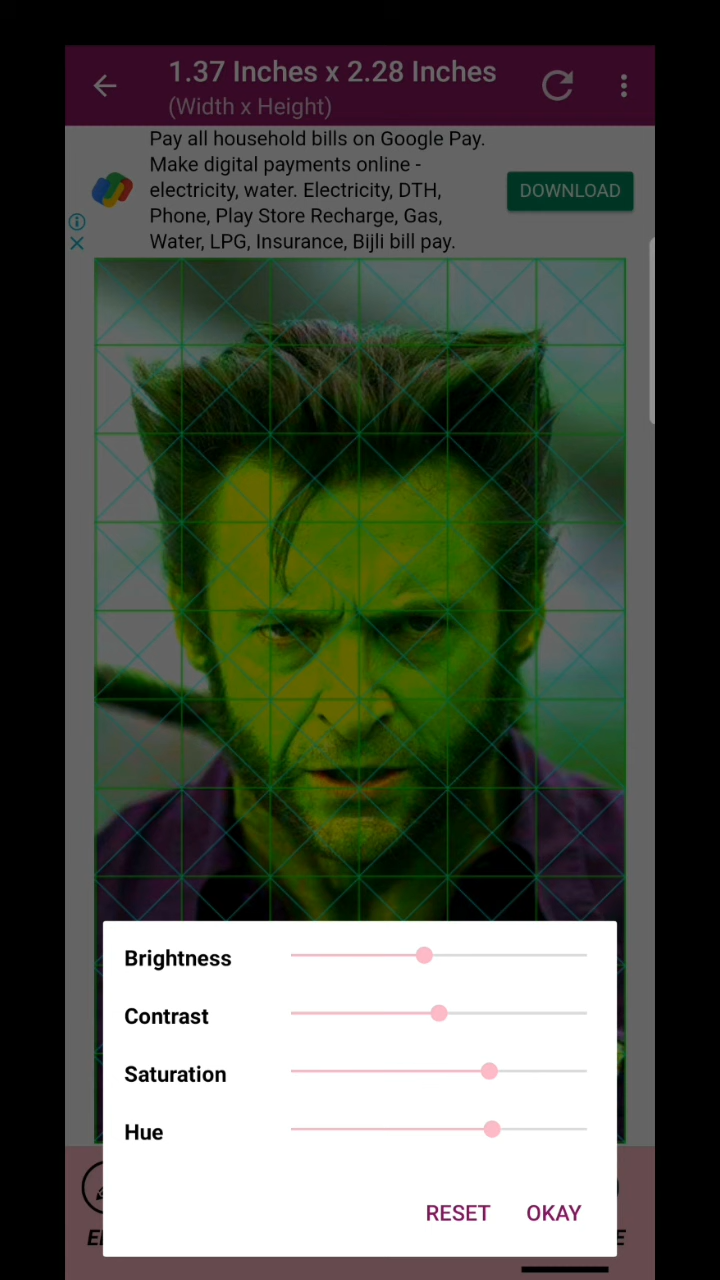 1.37 Inches x 2.28 Inches
(Width x Height)
Pay all household bills on Google Pay.
Make digital payments online -
electricity, water. Electricity, DTH,
Phone, Play Store Recharge, Gas,
Water, LPG, Insurance, Bijli bill pay.
DOWNLOAD
Brightness
Contrast
Saturation
Hue
RESET
OKAY